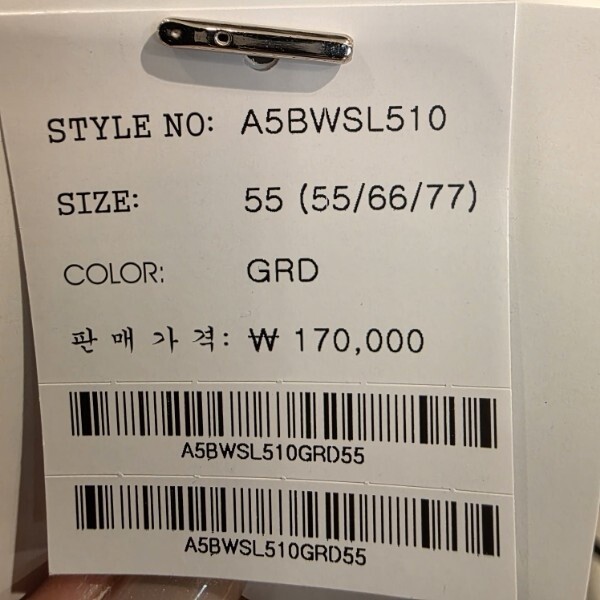 STYLE NO: A5BWSL510
SIZE: 55 (55/66/77)
COLOR: GRD
판매가격: ₩ 170,000
A5BWSL510GRD55
A5BWSL510GRD55